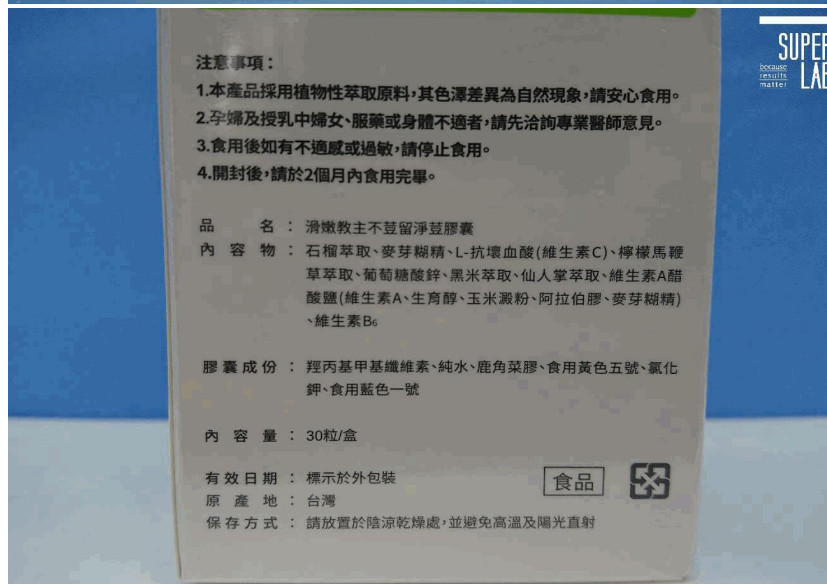 SUPER
LAB
because
results
matter
注意事項：
1.本產品採用植物性萃取原料，其色澤差異為自然現象，請安心食用。
2.孕婦及授乳中婦女、服藥或身體不適者，請先洽詢專業醫師意見。
3.食用後如有不適感或過敏，請停止食用。
4.開封後，請於2個月內食用完畢。
品名：滑嫩教主不荳留淨荳膠囊
內容物：石榴萃取、麥芽糊精、L-抗壞血酸(維生素C)、檸檬馬鞭
草萃取、葡萄糖酸鋅、黑米萃取、仙人掌萃取、維生素A醋
酸鹽(維生素A、生育醇、玉米澱粉、阿拉伯膠、麥芽糊精)
、維生素B₆
膠囊成份：羥丙基甲基纖維素、純水、鹿角菜膠、食用黃色五號、氯化
鉀、食用藍色一號
內容量：30粒/盒
有效日期：標示於外包裝
食品
原產地：台灣
保存方式：請放置於陰涼乾燥處，並避免高溫及陽光直射